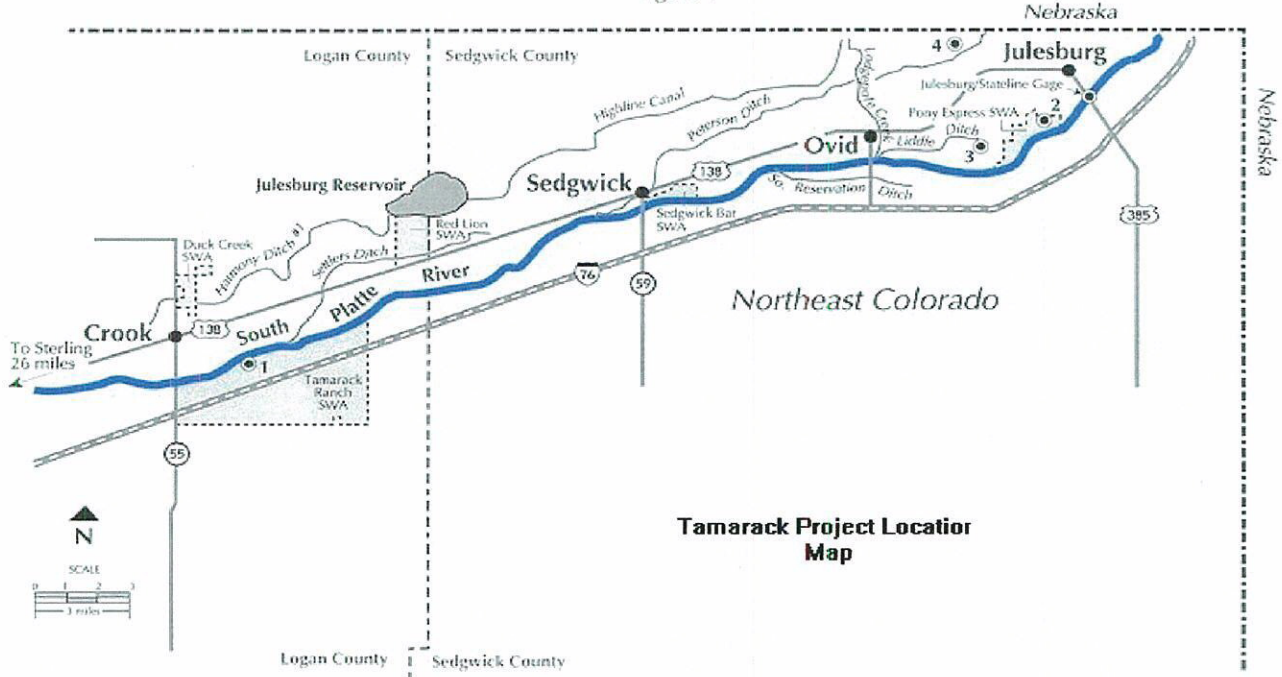 Nebraska
Logan County
Sedgwick County
4
Julesburg
Julesburg/Stateline Gage
Highline Canal
Lodgepole Creek
Peterson Ditch
Pony Express SWA
2
Nebraska
Ovid
Liddle Ditch
3
138
Julesburg Reservoir
Sedgwick
So. Reservation Ditch
Sedgwick Bar
SWA
385
Duck Creek
SWA
Harmony Ditch #1
Red Lion
SWA
Settlers Ditch
76
59
South Platte River
Northeast Colorado
Crook
138
To Sterling
26 miles
1
Tamarack
Ranch
SWA
55
N
Tamarack Project Location
Map
SCALE
0 1 2 3
3 miles
Logan County
Sedgwick County